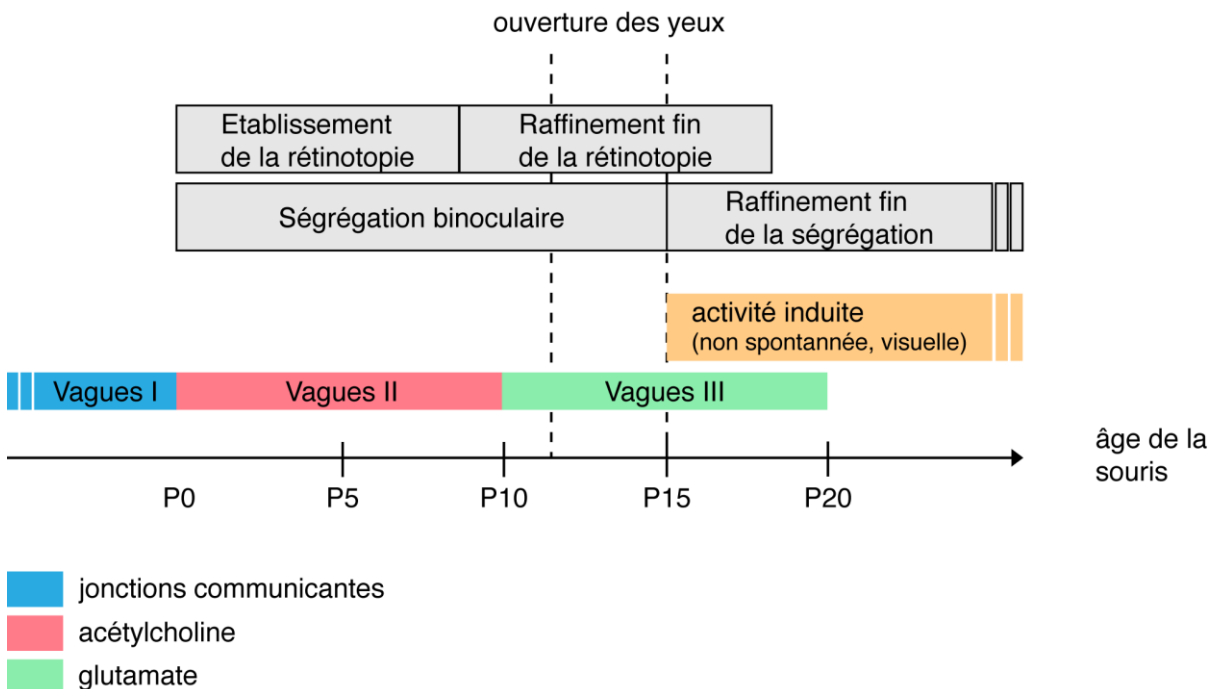 ouverture des yeux
Etablissement
de la rétinotopie
Raffinement fin
de la rétinotopie
Ségrégation binoculaire
Raffinement fin
de la ségrégation
activité induite
(non spontannée, visuelle)
Vagues I
Vagues II
Vagues III
P0
P5
P10
P15
P20
âge de la
souris
jonctions communicantes
acétylcholine
glutamate